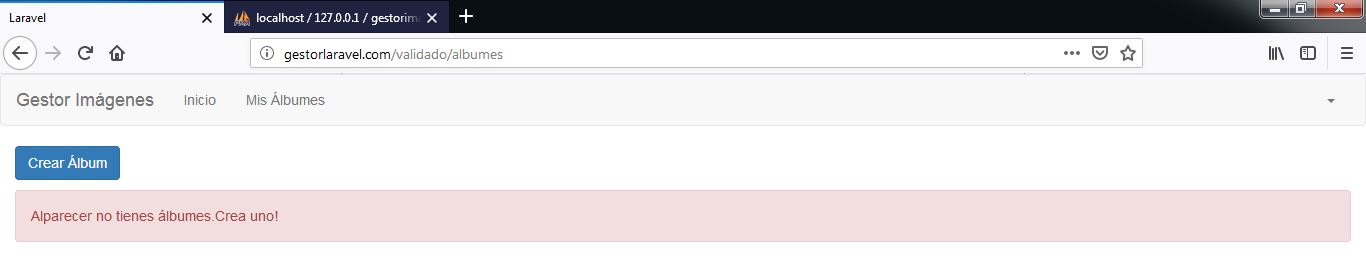 Laravel
localhost / 127.0.0.1 / gestorima
gestorlaravel.com/validado/albumes
Gestor Imágenes Inicio Mis Álbumes
Crear Álbum
Alparecer no tienes álbumes.Crea uno!